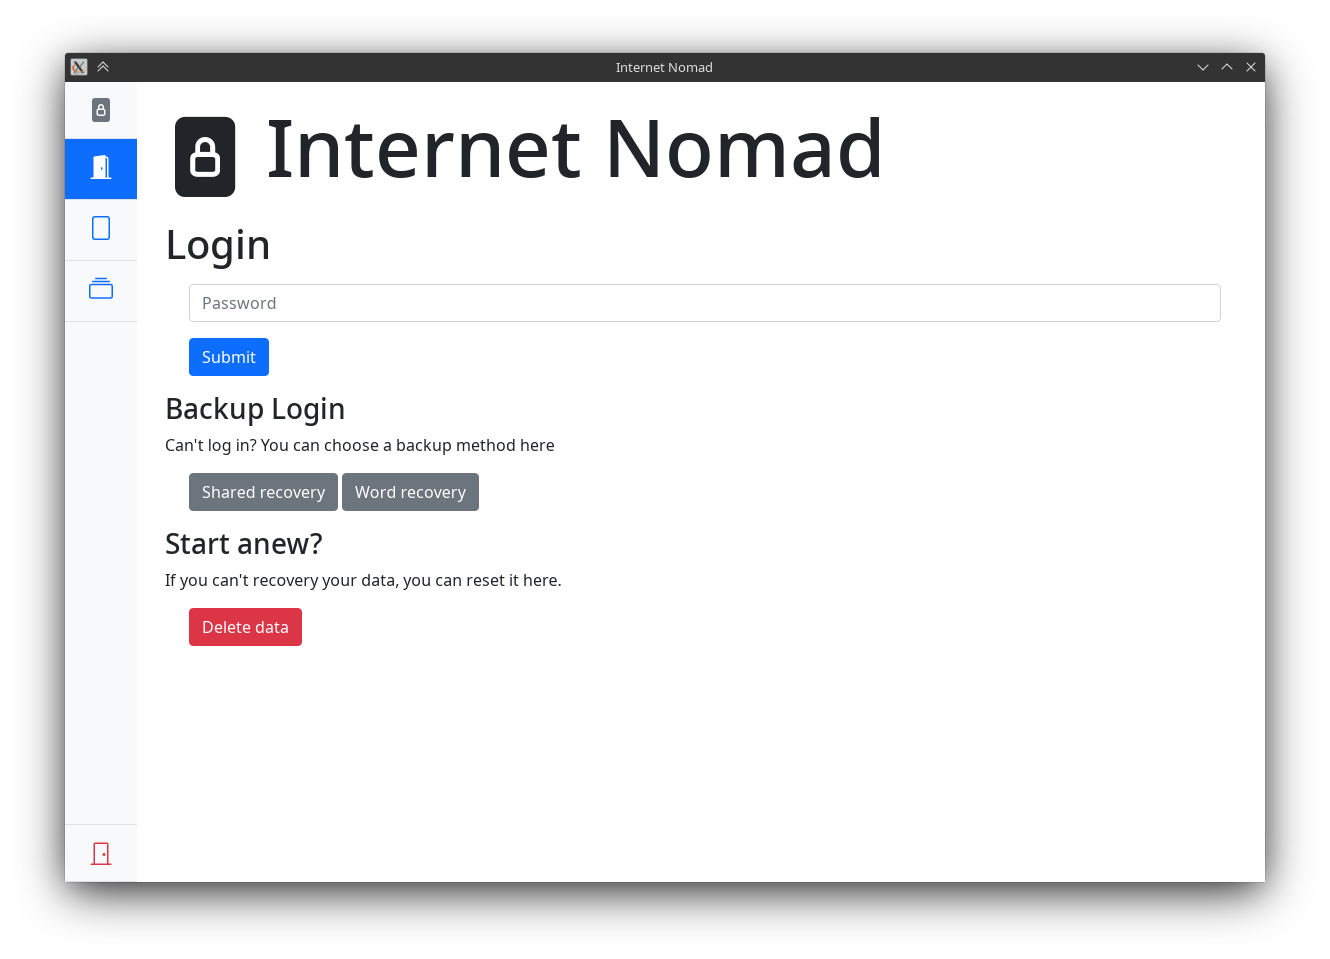 Internet Nomad
Internet Nomad
Login
Password
Submit
Backup Login
Can't log in? You can choose a backup method here
Shared recovery Word recovery
Start anew?
If you can't recovery your data, you can reset it here.
Delete data